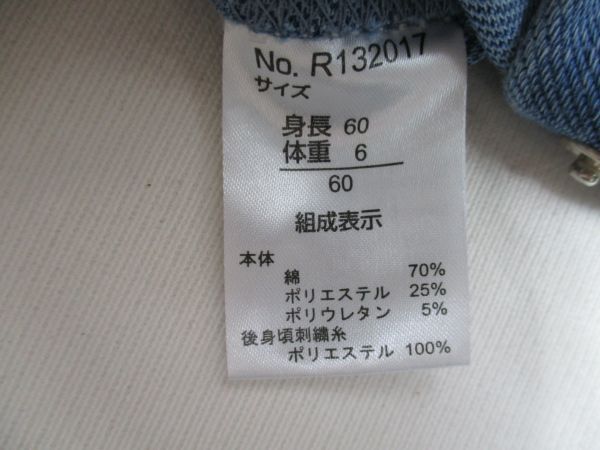 No. R132017
サイズ
身長 60
体重 6
60
組成表示
本体
綿 70%
ポリエステル 25%
ポリウレタン 5%
後身頃刺繍糸
ポリエステル 100%